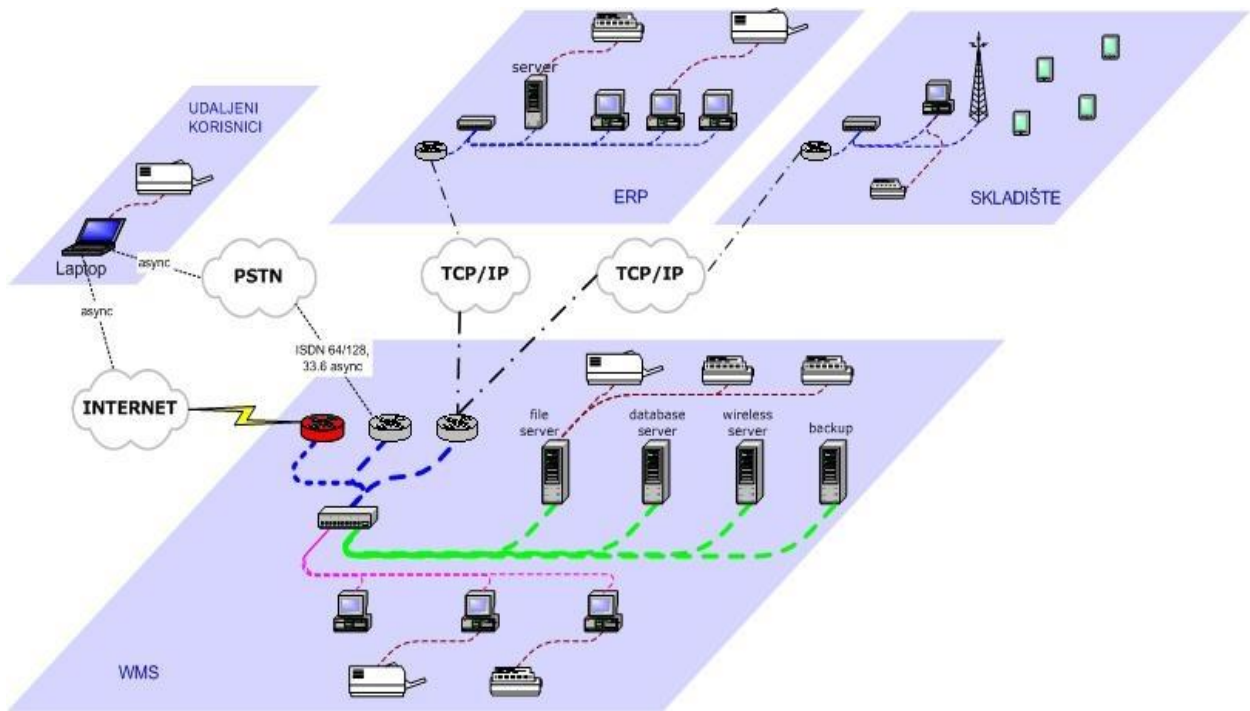 server
UDALJENI
KORISNICI
ERP
SKLADIŠTE
Laptop
async
PSTN
TCP/IP
TCP/IP
async
ISDN 64/128,
33.6 async
INTERNET
file
server
database
server
wireless
server
backup
WMS